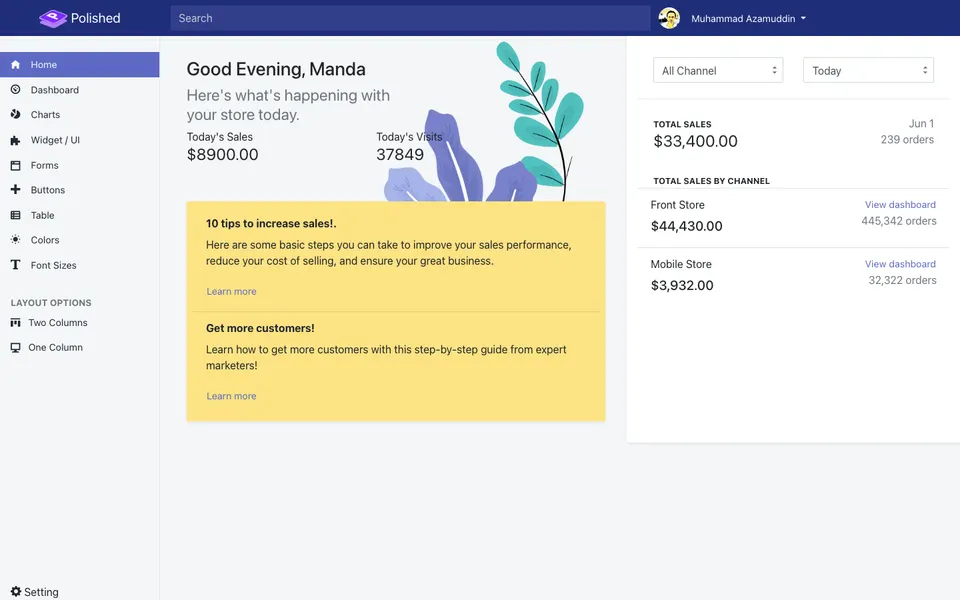 Polished
Search
Muhammad Azamuddin
Home
Dashboard
Charts
Widget / UI
Forms
Buttons
Table
Colors
Font Sizes
LAYOUT OPTIONS
Two Columns
One Column
Setting
Good Evening, Manda
Here's what's happening with
your store today.
Today's Sales
$8900.00
Today's Visits
37849
10 tips to increase sales!.
Here are some basic steps you can take to improve your sales performance,
reduce your cost of selling, and ensure your great business.
Learn more
Get more customers!
Learn how to get more customers with this step-by-step guide from expert
marketers!
Learn more
All Channel
Today
TOTAL SALES
Jun 1
$33,400.00
239 orders
TOTAL SALES BY CHANNEL
Front Store
View dashboard
$44,430.00
445,342 orders
Mobile Store
View dashboard
$3,932.00
32,322 orders